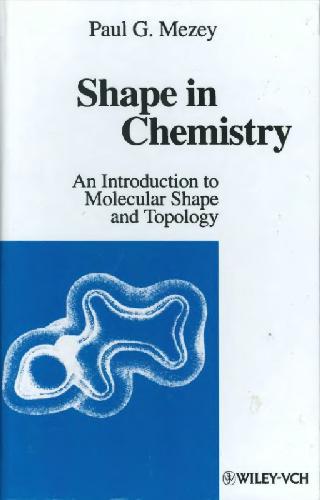 Paul G. Mezey
Shape in
Chemistry
An Introduction to
Molecular Shape
and Topology
WILEY-VCH